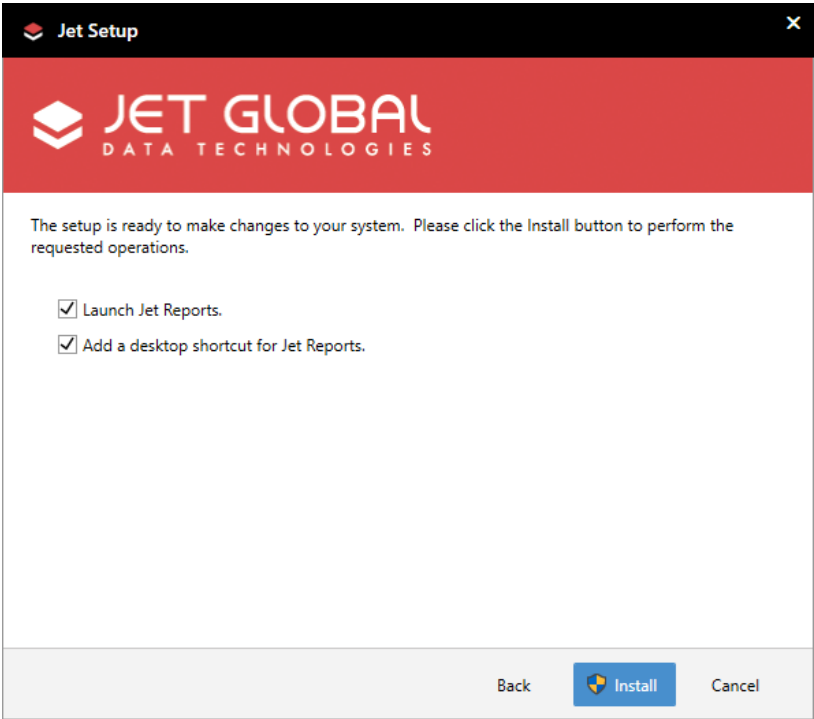 Jet Setup
JET GLOBAL
DATA TECHNOLOGIES
The setup is ready to make changes to your system.  Please click the Install button to perform the
requested operations.
Launch Jet Reports.
Add a desktop shortcut for Jet Reports.
Back
Install
Cancel